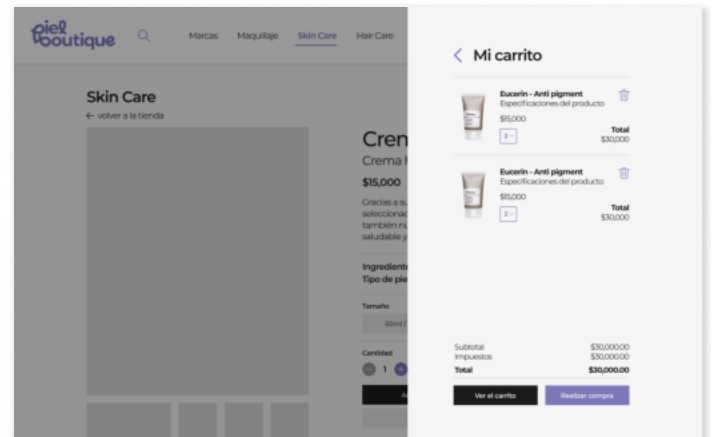 piel
boutique
Marcas Maquillaje Skin Care Hair Care
Skin Care
← volver a la tienda
Cren
Crema h
$15,000
Gracias a su
seleccionad
también nu
saludable y
Ingrediente
Tipo de pie
Tamaño
60ml /
Cantidad
1
A
Mi carrito
Eucerin - Anti pigment
Especificaciones del producto
$15,000
2
Total
$30,000
Eucerin - Anti pigment
Especificaciones del producto
$15,000
2
Total
$30,000
Subtotal $30,000.00
Impuestos $30,000.00
Total $30,000.00
Ver el carrito Realizar compra